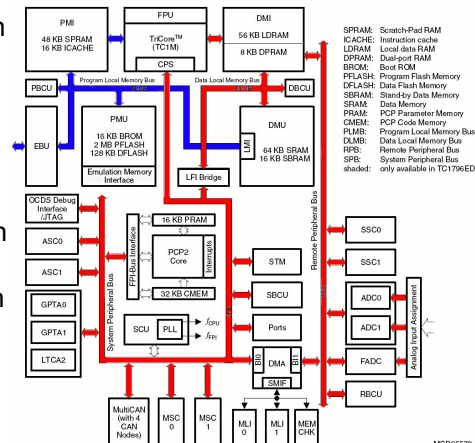 PMI
48 KB SPRAM
16 KB ICACHE
FPU
TriCore™
(TC1M)
CPS
DMI
56 KB LDRAM
8 KB DPRAM
SPRAM: Scratch-Pad RAM
ICACHE: Instruction cache
LDRAM Local data RAM
DPRAM: Dual-port RAM
BROM: Boot ROM
PFLASH: Program Flash Memory
DFLASH: Data Flash Memory
SBRAM: Stand-by Data Memory
SRAM: Data Memory
PRAM: PCP Parameter Memory
CMEM: PCP Code Memory
PLMB: Program Local Memory Bus
DLMB: Data Local Memory Bus
RPB: Remote Peripheral Bus
SPB: System Peripheral Bus
shaded: only available in TC1796ED
Program Local Memory Bus
Data Local Memory Bus
PBCU
DBCU
EBU
PMU
16 KB BROM
2 MB PFLASH
128 KB DFLASH
Emulation Memory
Interface
DMU
LMI
64 KB SRAM
16 KB SBRAM
LFI Bridge
OCDS Debug
Interface
/JTAG
ASC0
ASC1
GPTA0
GPTA1
LTCA2
System Peripheral Bus
FPI-Bus Interface
16 KB PRAM
PCP2
Core
Interrupts
32 KB CMEM
SCU
PLL
fCPU
fFPI
STM
SBCU
Ports
BI0
DMA
BI1
SMIF
Remote Peripheral Bus
SSC0
SSC1
ADC0
ADC1
FADC
RBCU
Analog Input Assignment
MultiCAN
(with 4
CAN
Nodes)
MSC
0
MSC
1
MLI
0
MLI
1
MEM
CHK